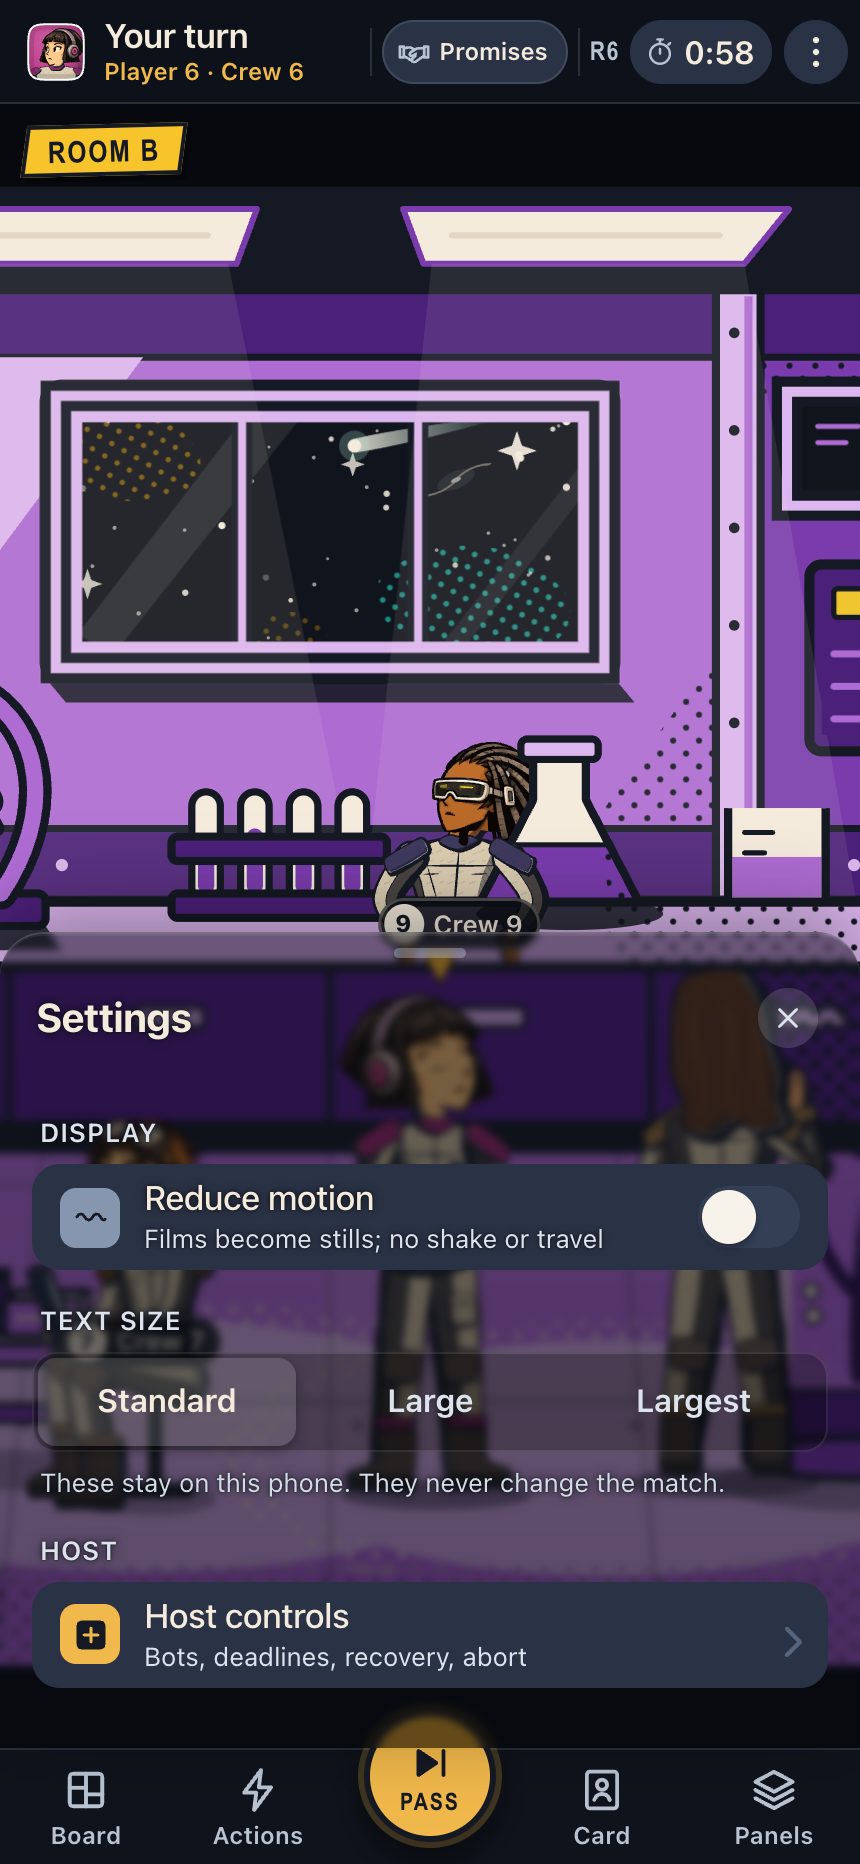 Your turn
Player 6 · Crew 6
Promises
R6
0:58
ROOM B
9 Crew 9
Settings
DISPLAY
Reduce motion
Films become stills; no shake or travel
TEXT SIZE
Standard
Large
Largest
These stay on this phone. They never change the match.
HOST
Host controls
Bots, deadlines, recovery, abort
Board
Actions
PASS
Card
Panels